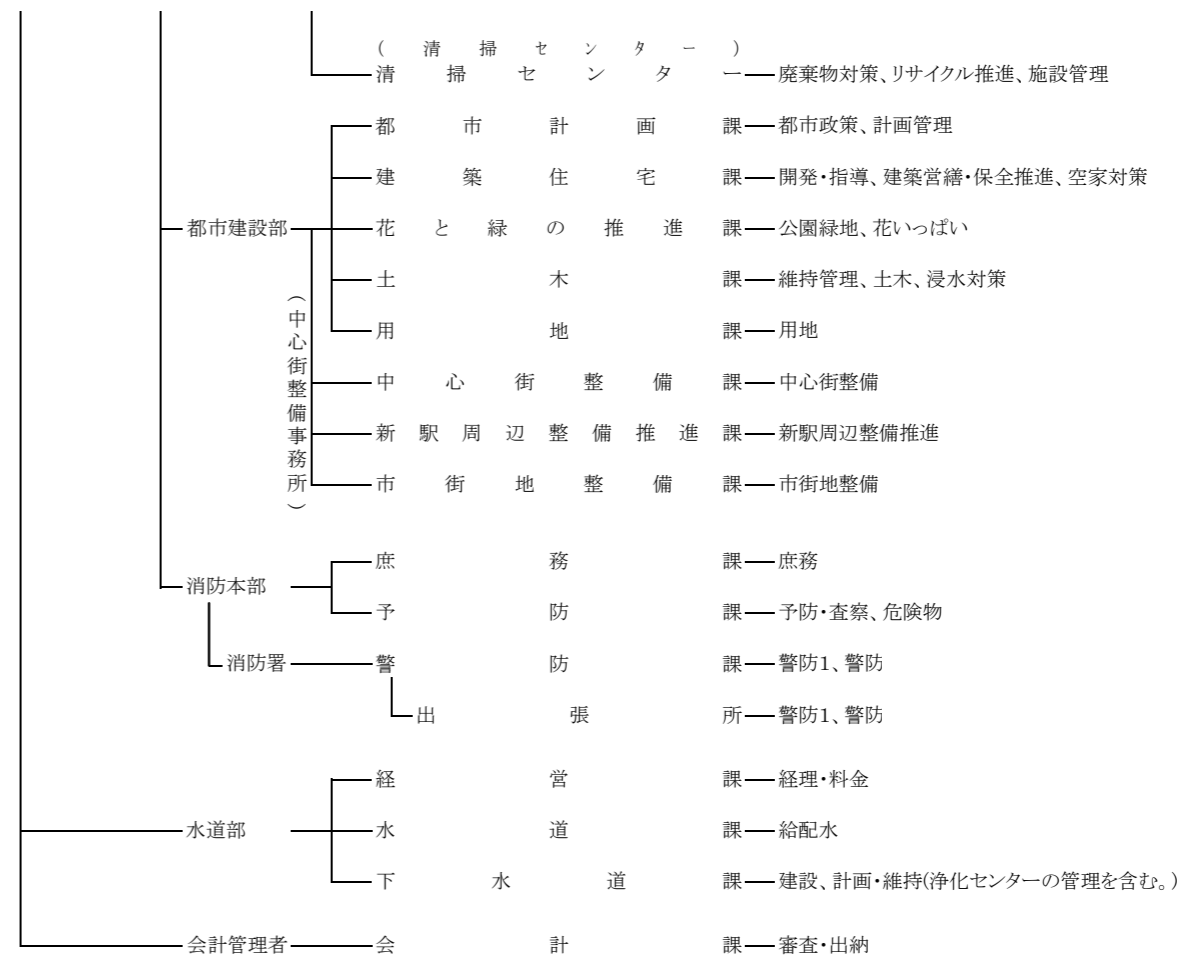 (清掃センター)
清掃センター 廃棄物対策、リサイクル推進、施設管理
都市計画課 都市政策、計画管理
建築住宅課 開発・指導、建築営繕・保全推進、空家対策
都市建設部 花と緑の推進課 公園緑地、花いっぱい
土木課 維持管理、土木、浸水対策
用地課 用地
(中心街整備事務所)
中心街整備課 中心街整備
新駅周辺整備推進課 新駅周辺整備推進
市街地整備課 市街地整備
庶務課 庶務
消防本部
予防課 予防・査察、危険物
消防署 警防課 警防1、警防
出張所 警防1、警防
経営課 経理・料金
水道部 水道課 給配水
下水道課 建設、計画・維持(浄化センターの管理を含む。)
会計管理者 会計課 審査・出納